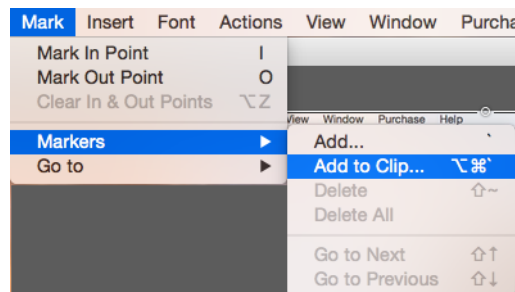 Mark Insert Font Actions View Window Purcha
Mark In Point I
Mark Out Point O
Clear In & Out Points ⌥Z
View Window Purchase Help
Markers ▶
Go to ▶
Add... `
Add to Clip... ⌥⌘`
Delete ⇧~
Delete All
Go to Next ⇧↑
Go to Previous ⇧↓